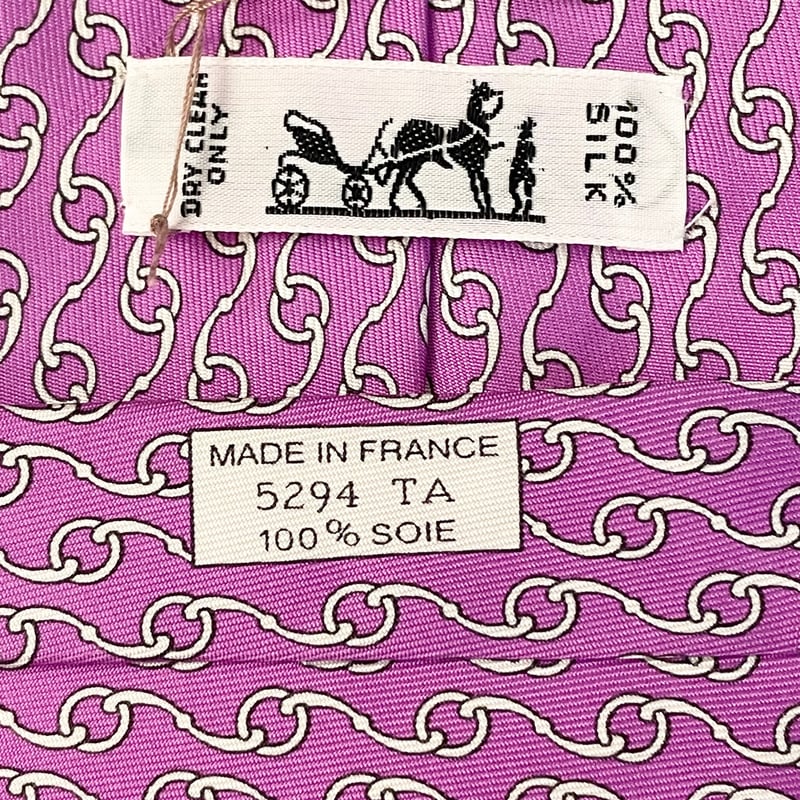 DRY CLEAN
ONLY
100%
SILK
MADE IN FRANCE
5294 TA
100% SOIE